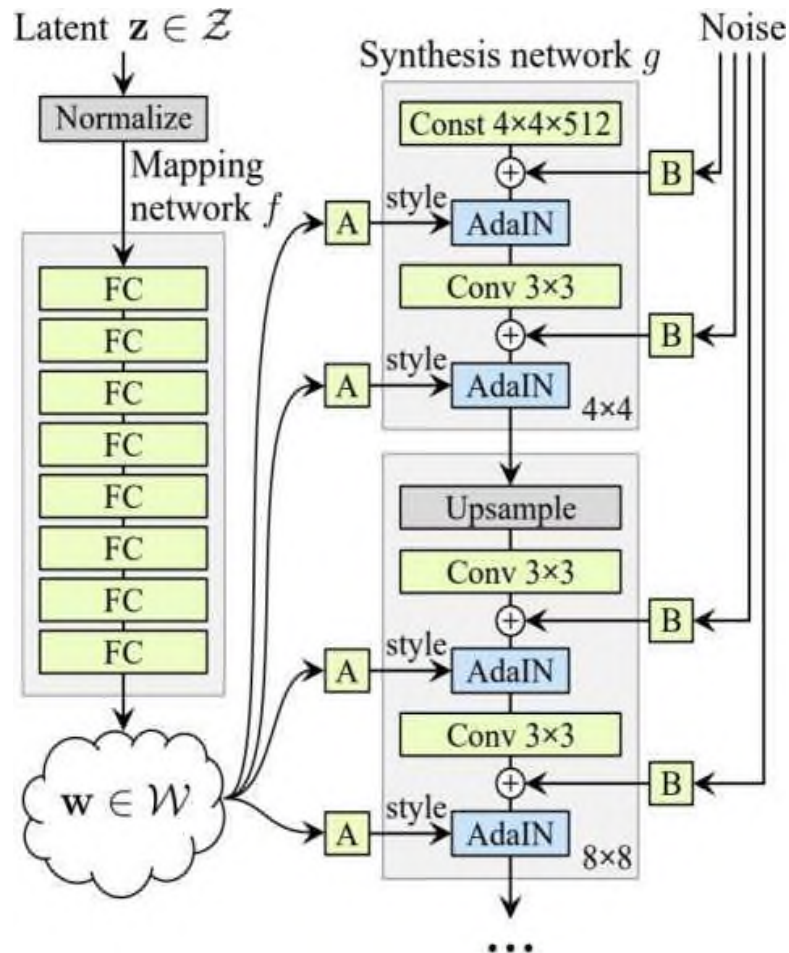 Latent z ∈ 𝒵
Normalize
Mapping
network f
FC
FC
FC
FC
FC
FC
FC
FC
w ∈ 𝒲
Synthesis network g
Noise
Const 4×4×512
+
B
A
style
AdaIN
Conv 3×3
+
B
A
style
AdaIN
4×4
Upsample
Conv 3×3
+
B
A
style
AdaIN
Conv 3×3
+
B
A
style
AdaIN
8×8
...